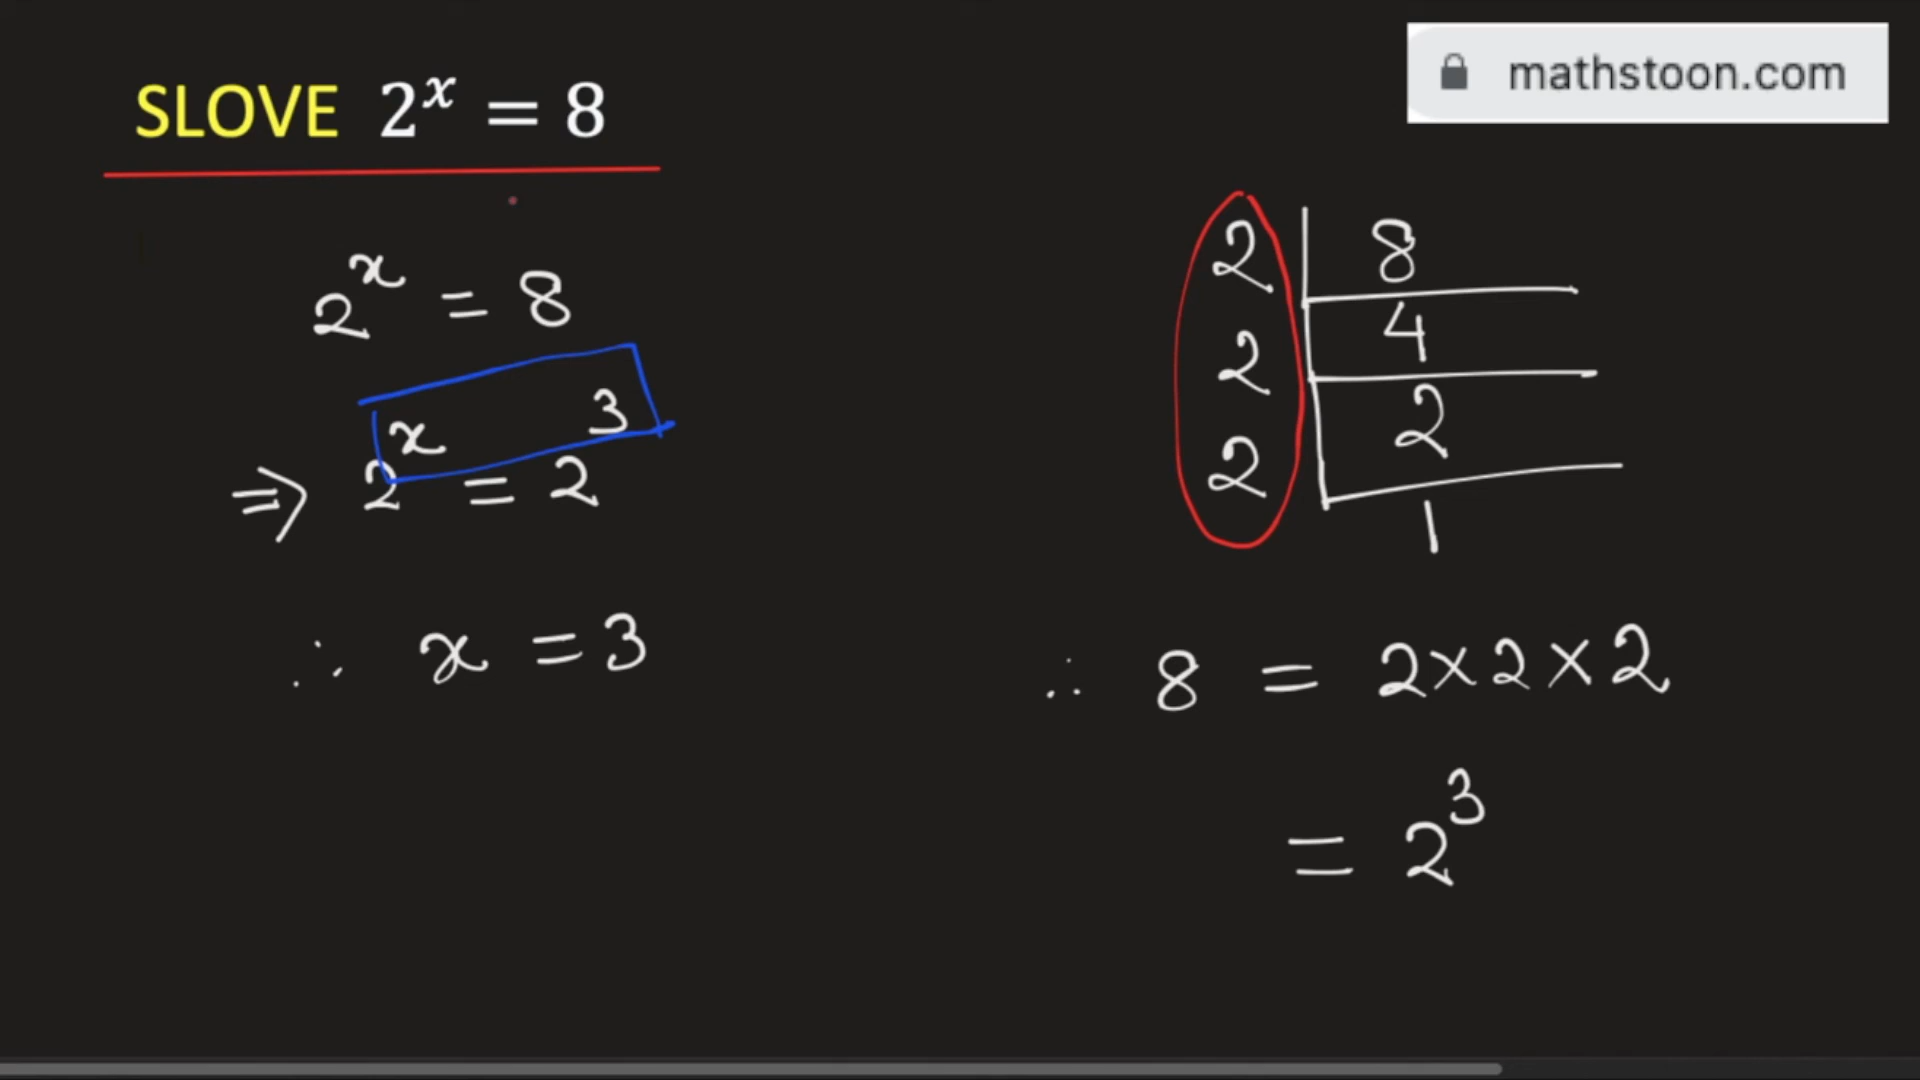 SLOVE 2^x = 8
mathstoon.com
2^x = 8
⇒ 2^x = 2^3
∴ x = 3
2 | 8
2 | 4
2 | 2
1
∴ 8 = 2×2×2
= 2^3